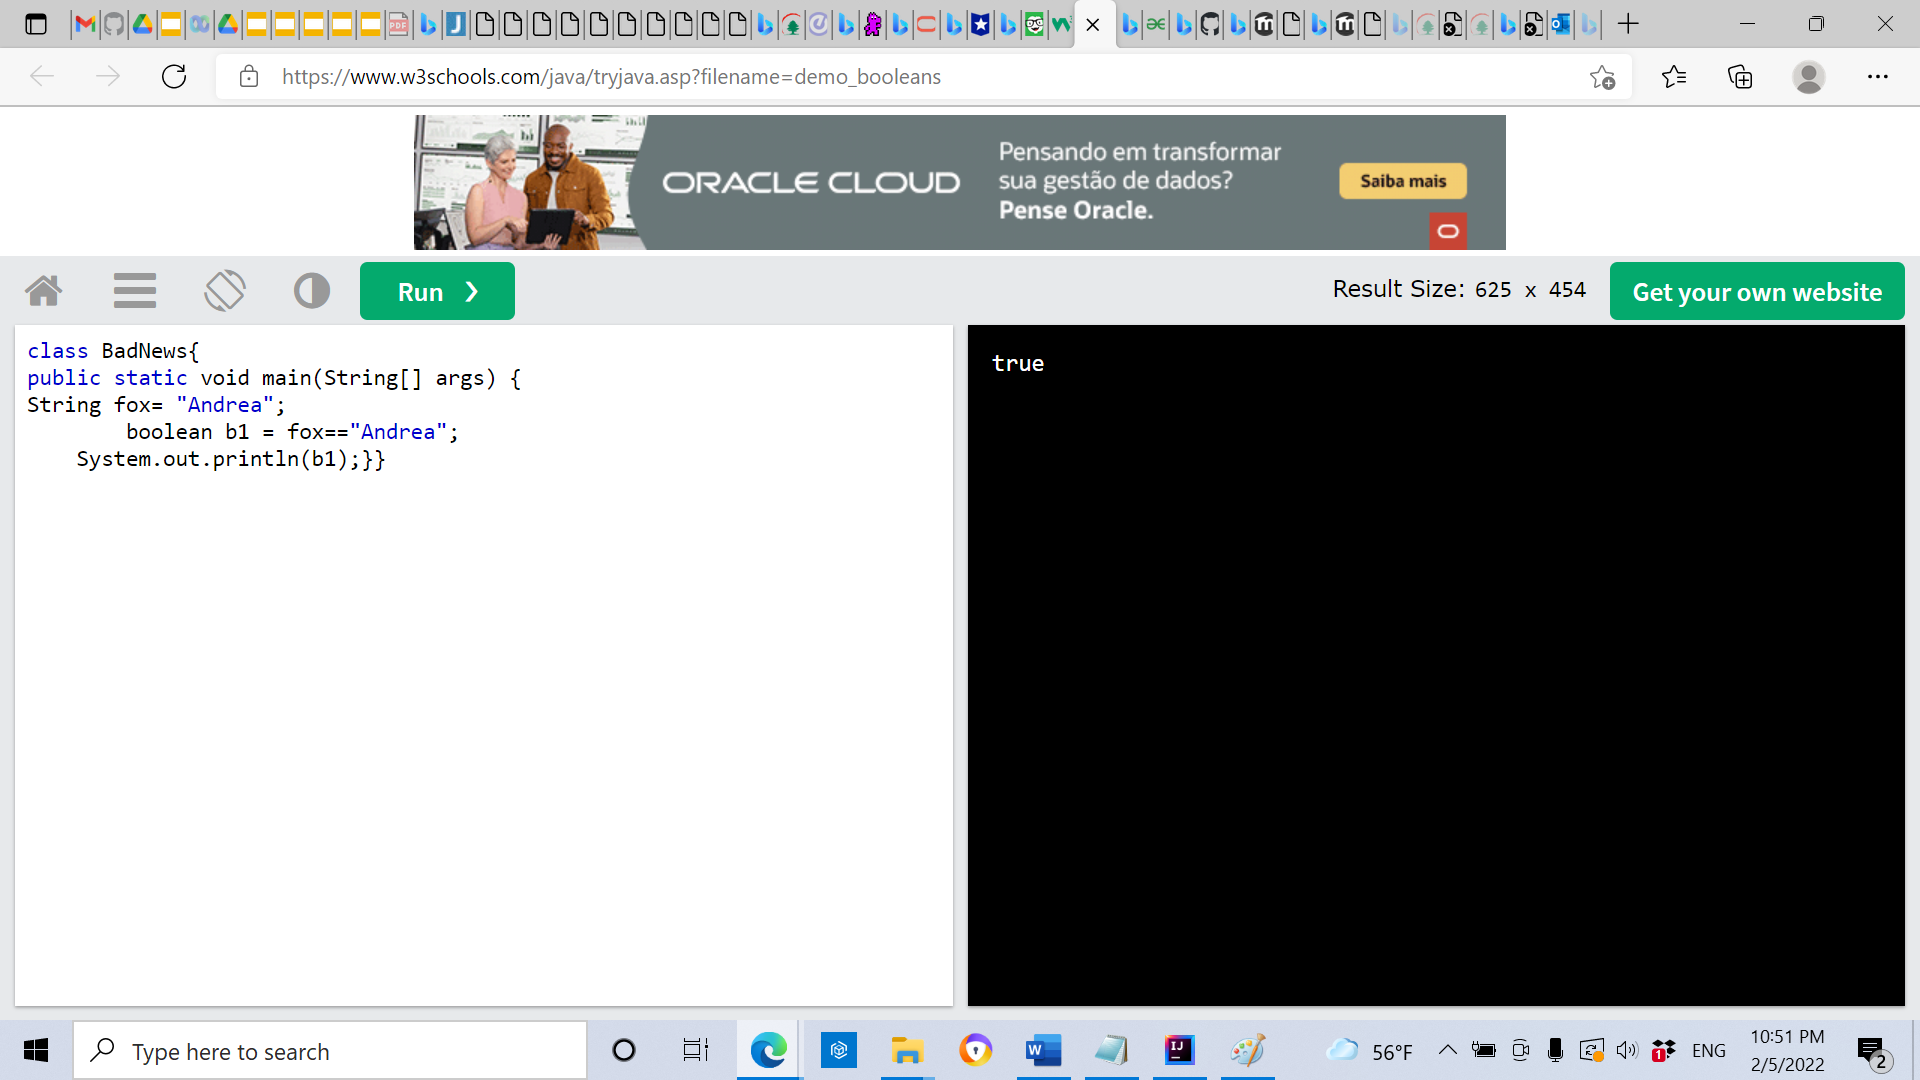 https://www.w3schools.com/java/tryjava.asp?filename=demo_booleans
ORACLE CLOUD
Pensando em transformar
sua gestão de dados?
Pense Oracle.
Saiba mais
Run ❯
Result Size: 625 x 454
Get your own website
class BadNews{
public static void main(String[] args) {
String fox= "Andrea";
boolean b1 = fox=="Andrea";
System.out.println(b1);}}
true
Type here to search
56°F
ENG
10:51 PM
2/5/2022
2